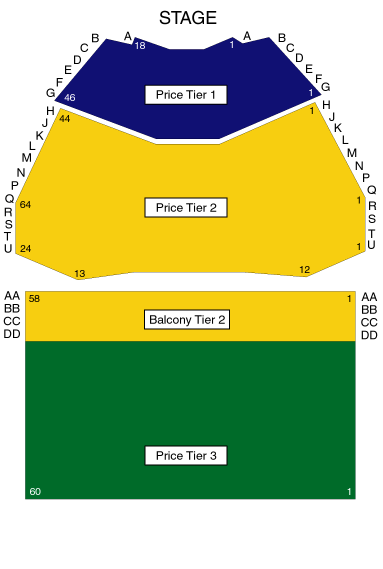 STAGE
B A A B
18 1
C C
D D
E E
F F
G G
Price Tier 1
46 1
H H
44 1
J J
K K
L L
M M
N N
P P
Q Q
64 1
R R
Price Tier 2
S S
T T
U U
24 1
13 12
AA 58 1 AA
BB BB
CC Balcony Tier 2 CC
DD DD
Price Tier 3
60 1